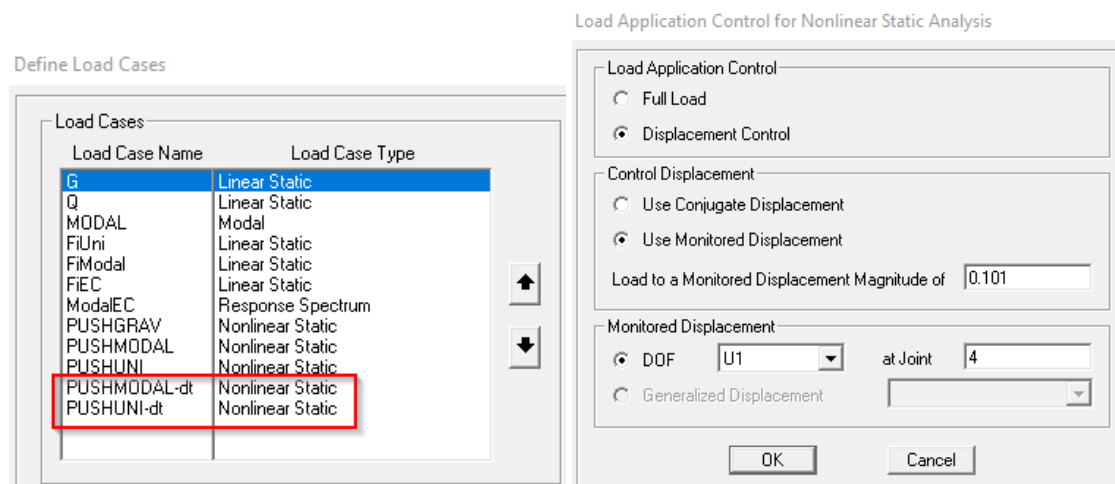 Define Load Cases
Load Cases
Load Case Name Load Case Type
G Linear Static
Q Linear Static
MODAL Modal
FiUni Linear Static
FiModal Linear Static
FiEC Linear Static
ModalEC Response Spectrum
PUSHGRAV Nonlinear Static
PUSHMODAL Nonlinear Static
PUSHUNI Nonlinear Static
PUSHMODAL-dt Nonlinear Static
PUSHUNI-dt Nonlinear Static
Load Application Control for Nonlinear Static Analysis
Load Application Control
Full Load
Displacement Control
Control Displacement
Use Conjugate Displacement
Use Monitored Displacement
Load to a Monitored Displacement Magnitude of 0.101
Monitored Displacement
DOF U1 at Joint 4
Generalized Displacement
OK Cancel